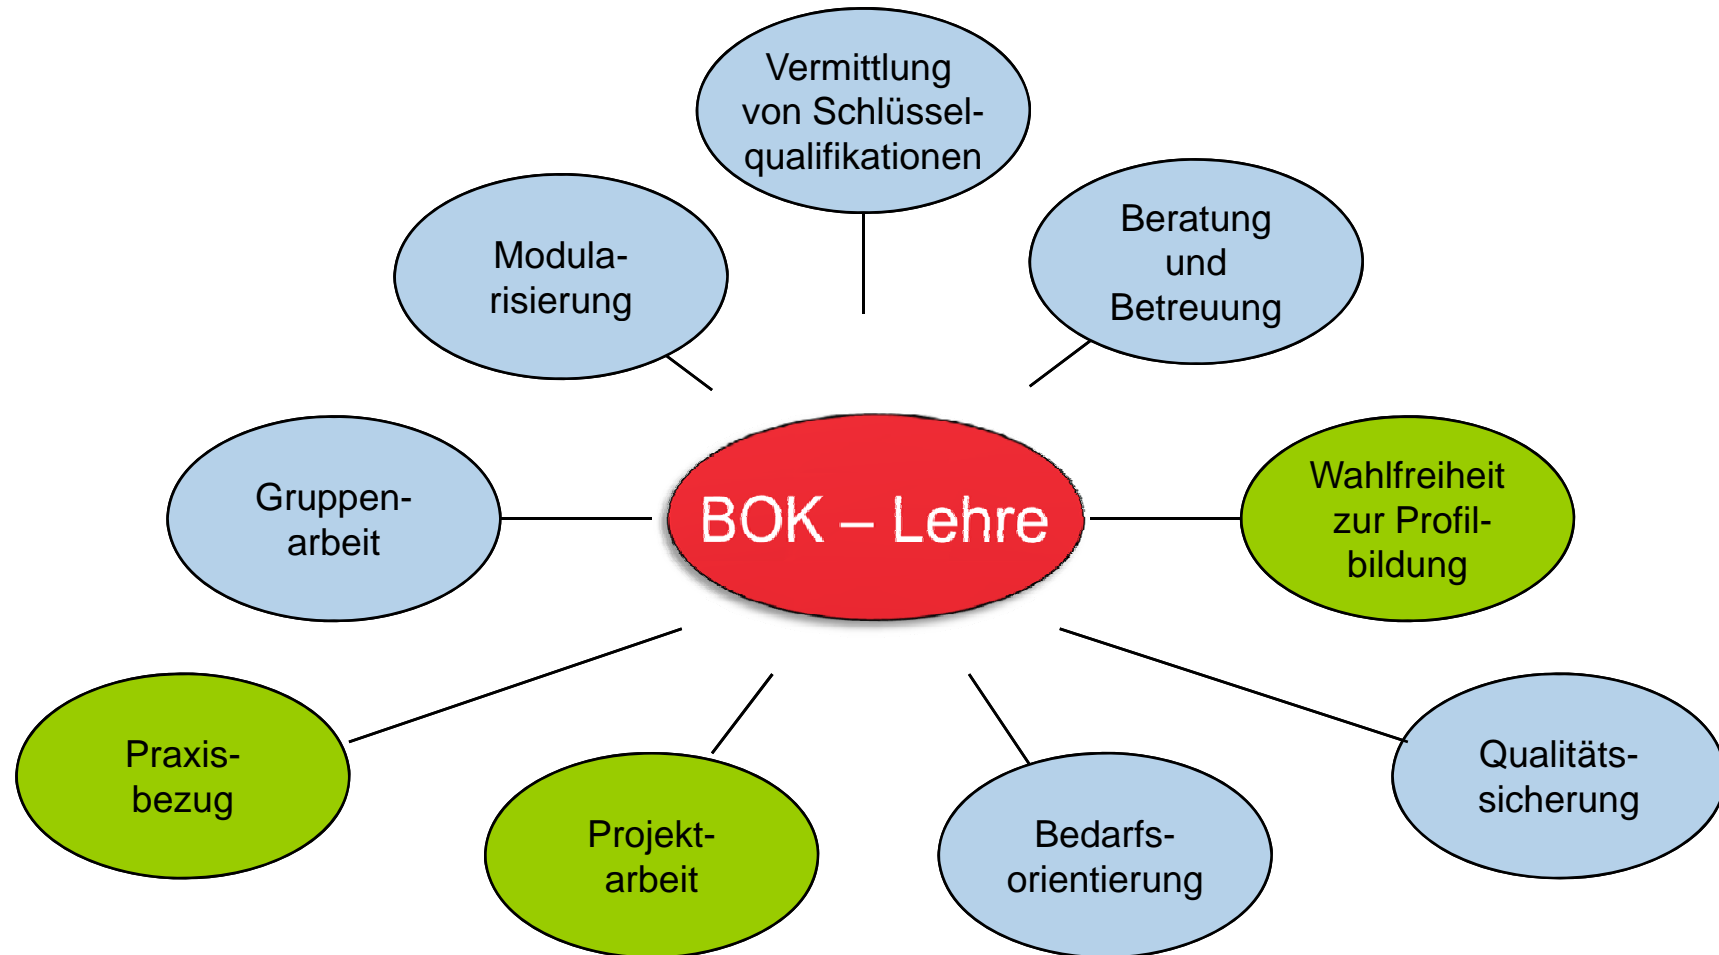 Vermittlung
von Schlüssel-
qualifikationen
Modula-
risierung
Beratung
und
Betreuung
Gruppen-
arbeit
BOK – Lehre
Wahlfreiheit
zur Profil-
bildung
Praxis-
bezug
Projekt-
arbeit
Bedarfs-
orientierung
Qualitäts-
sicherung